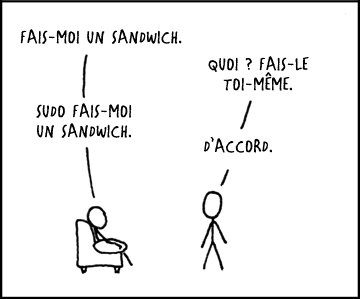 FAIS-MOI UN SANDWICH.
QUOI ? FAIS-LE
TOI-MÊME.
SUDO FAIS-MOI
UN SANDWICH.
D'ACCORD.